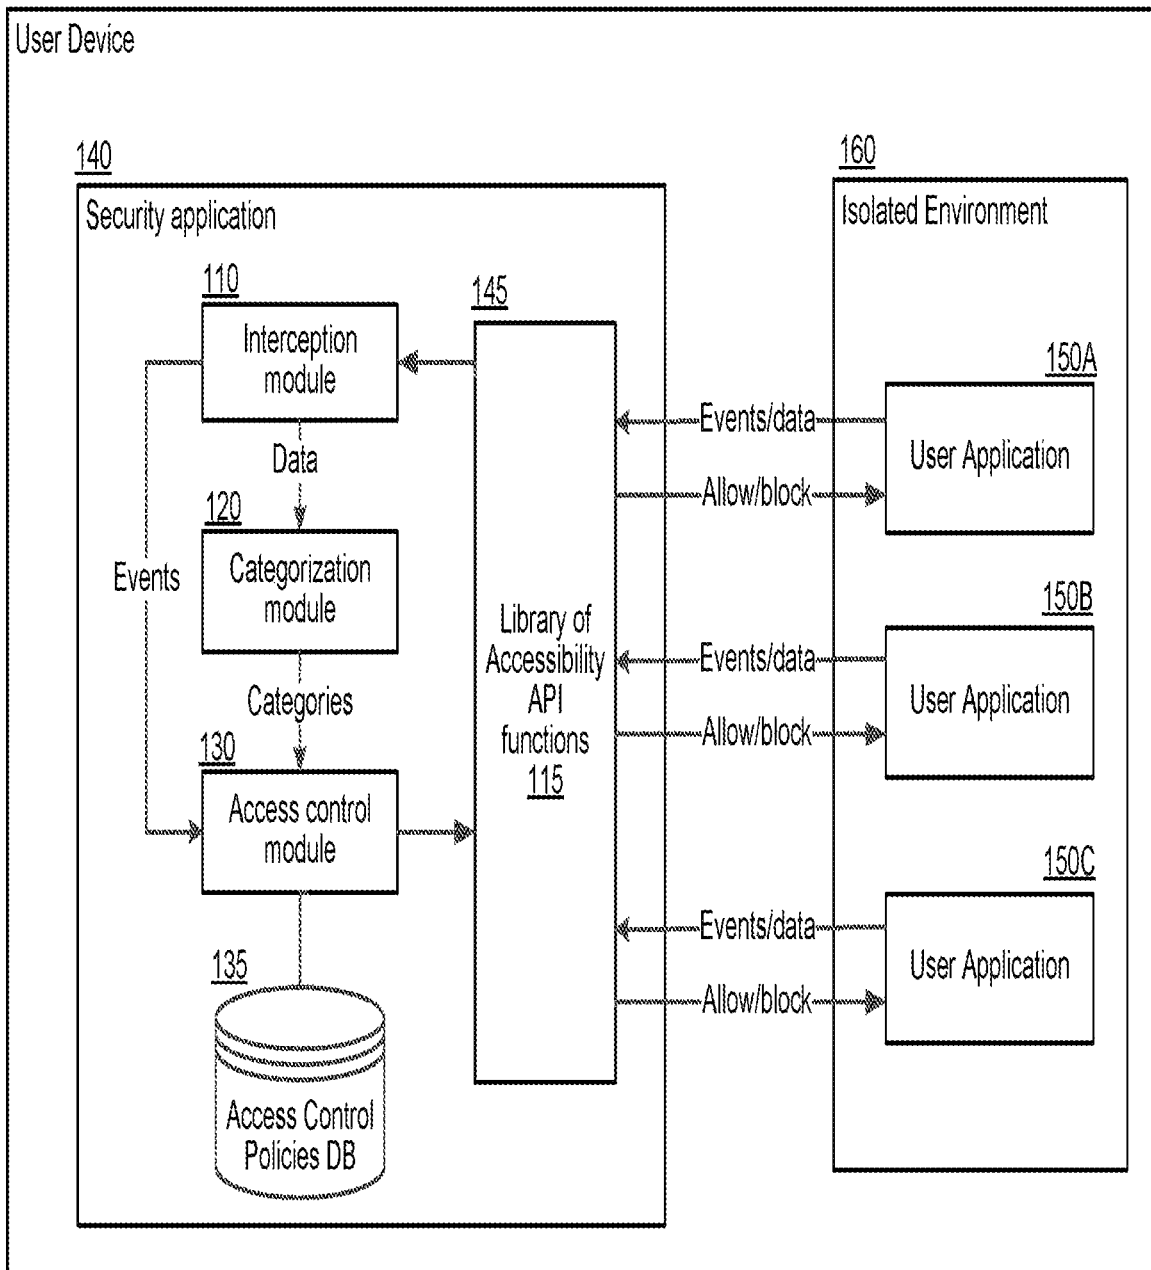 User Device
140
Security application
110
Interception
module
Data
120
Categorization
module
Events
Categories
130
Access control
module
135
Access Control
Policies DB
145
Library of
Accessibility
API
functions
115
Events/data
Allow/block
Events/data
Allow/block
Events/data
Allow/block
160
Isolated Environment
150A
User Application
150B
User Application
150C
User Application